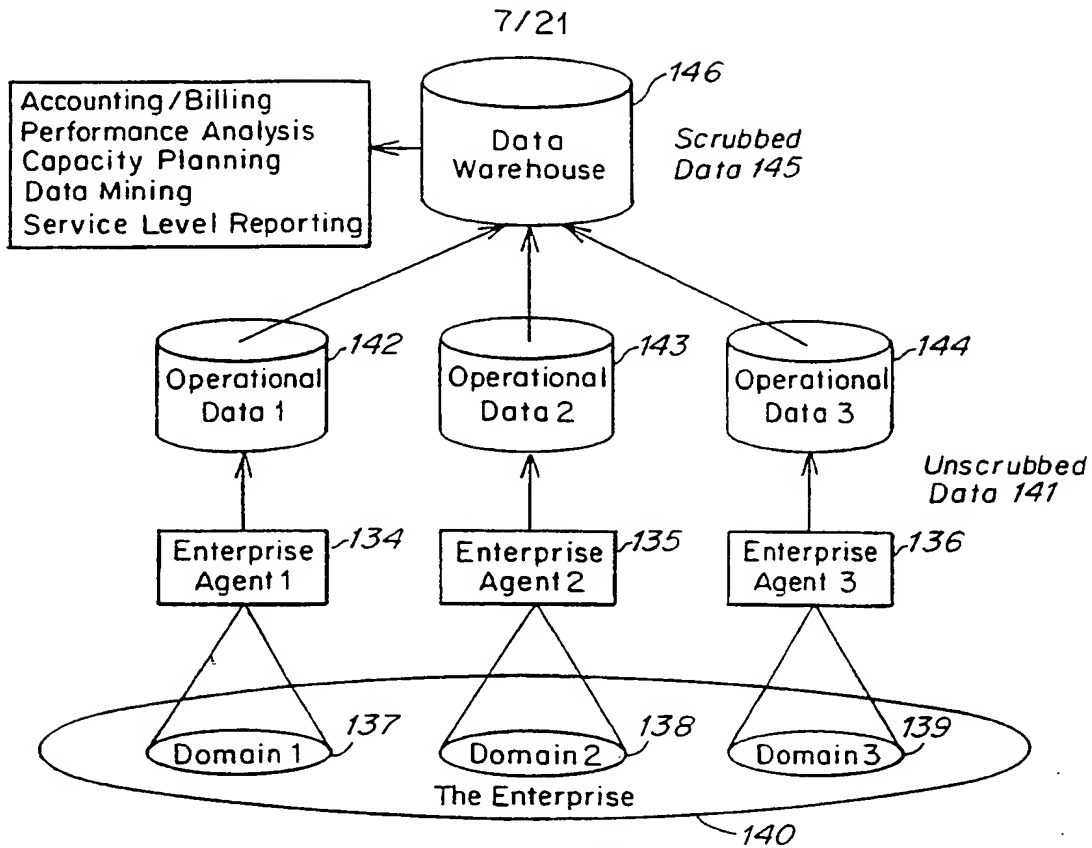 7/21
146
Accounting/Billing
Performance Analysis
Capacity Planning
Data Mining
Service Level Reporting
Data
Warehouse
Scrubbed
Data 145
142
143
144
Operational
Data 1
Operational
Data 2
Operational
Data 3
Unscrubbed
Data 141
134
135
136
Enterprise
Agent 1
Enterprise
Agent 2
Enterprise
Agent 3
137
138
139
Domain 1
Domain 2
Domain 3
The Enterprise
140